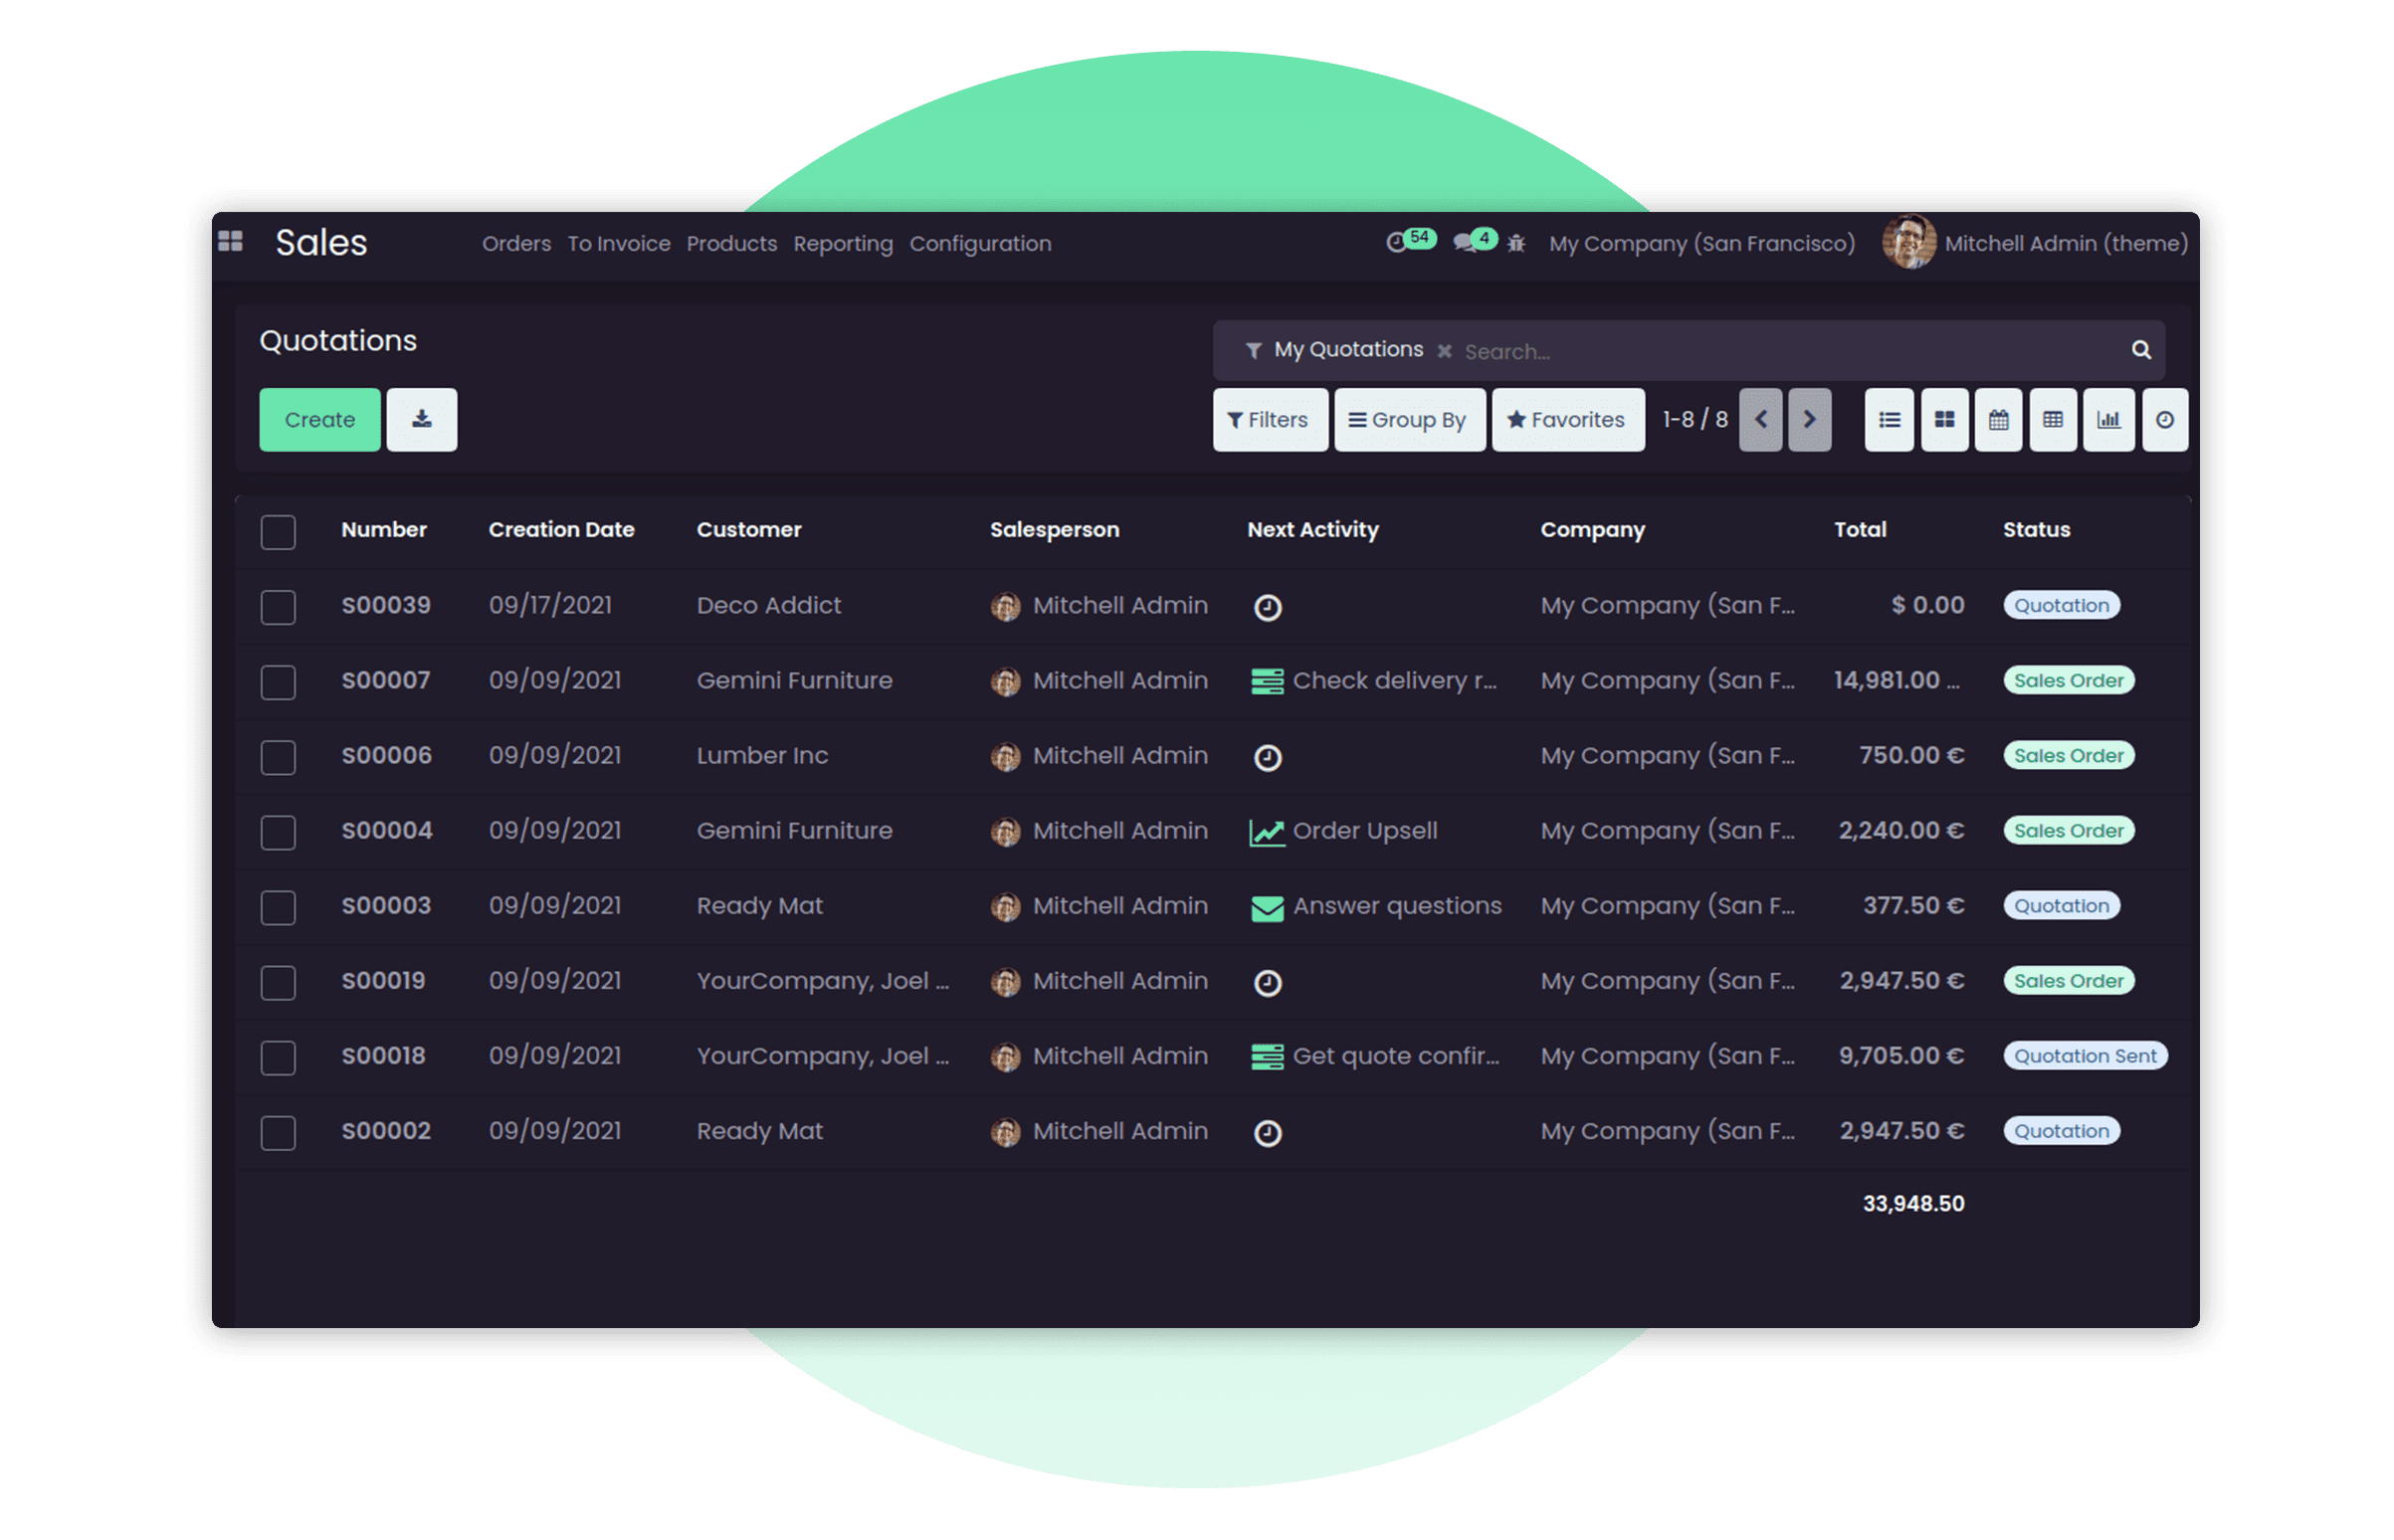 Sales Orders To Invoice Products Reporting Configuration 54 4 My Company (San Francisco) Mitchell Admin (theme)
Quotations
My Quotations × Search...
Create Filters Group By Favorites 1-8 / 8
Number Creation Date Customer Salesperson Next Activity Company Total Status
S00039 09/17/2021 Deco Addict Mitchell Admin My Company (San F... $ 0.00 Quotation
S00007 09/09/2021 Gemini Furniture Mitchell Admin Check delivery r... My Company (San F... 14,981.00 ... Sales Order
S00006 09/09/2021 Lumber Inc Mitchell Admin My Company (San F... 750.00 € Sales Order
S00004 09/09/2021 Gemini Furniture Mitchell Admin Order Upsell My Company (San F... 2,240.00 € Sales Order
S00003 09/09/2021 Ready Mat Mitchell Admin Answer questions My Company (San F... 377.50 € Quotation
S00019 09/09/2021 YourCompany, Joel ... Mitchell Admin My Company (San F... 2,947.50 € Sales Order
S00018 09/09/2021 YourCompany, Joel ... Mitchell Admin Get quote confir... My Company (San F... 9,705.00 € Quotation Sent
S00002 09/09/2021 Ready Mat Mitchell Admin My Company (San F... 2,947.50 € Quotation
33,948.50